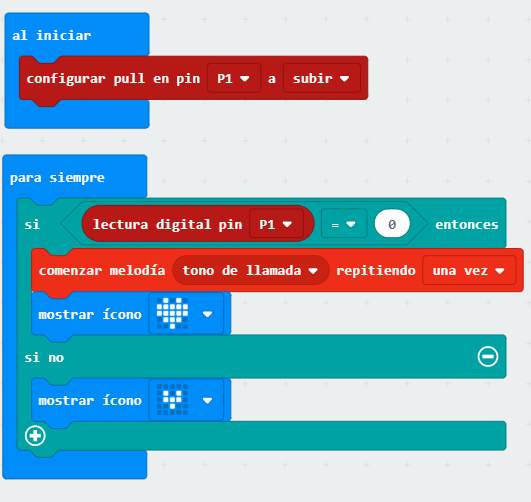 al iniciar
configurar pull en pin P1 a subir
para siempre
si lectura digital pin P1 = 0 entonces
comenzar melodía tono de llamada repitiendo una vez
mostrar ícono
si no
mostrar ícono